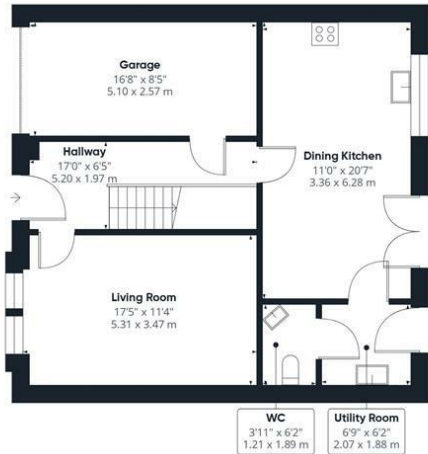 Garage
16'8" x 8'5"
5.10 x 2.57 m
Hallway
17'0" x 6'5"
5.20 x 1.97 m
Dining Kitchen
11'0" x 20'7"
3.36 x 6.28 m
Living Room
17'5" x 11'4"
5.31 x 3.47 m
WC
3'11" x 6'2"
1.21 x 1.89 m
Utility Room
6'9" x 6'2"
2.07 x 1.88 m